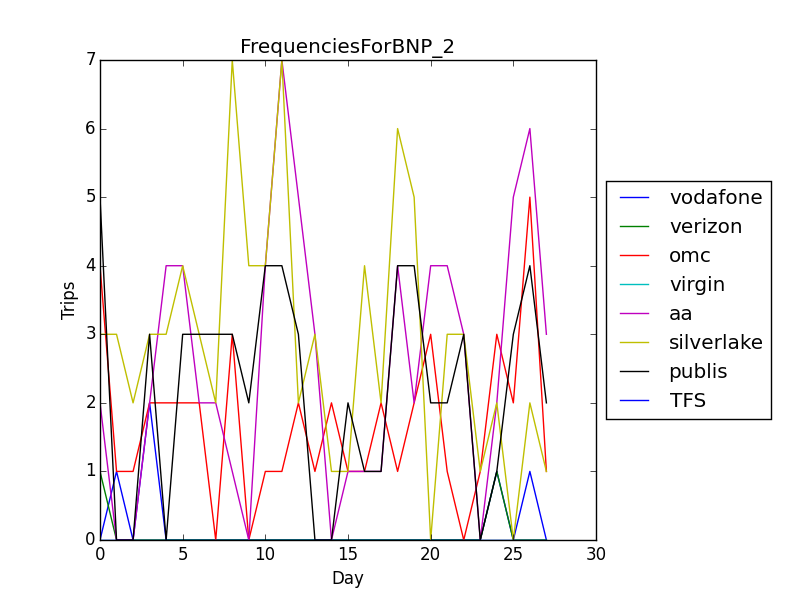 FrequenciesForBNP_2
7
6
5
4
3
2
1
0
Trips
0 5 10 15 20 25 30
Day
vodafone
verizon
omc
virgin
aa
silverlake
publis
TFS